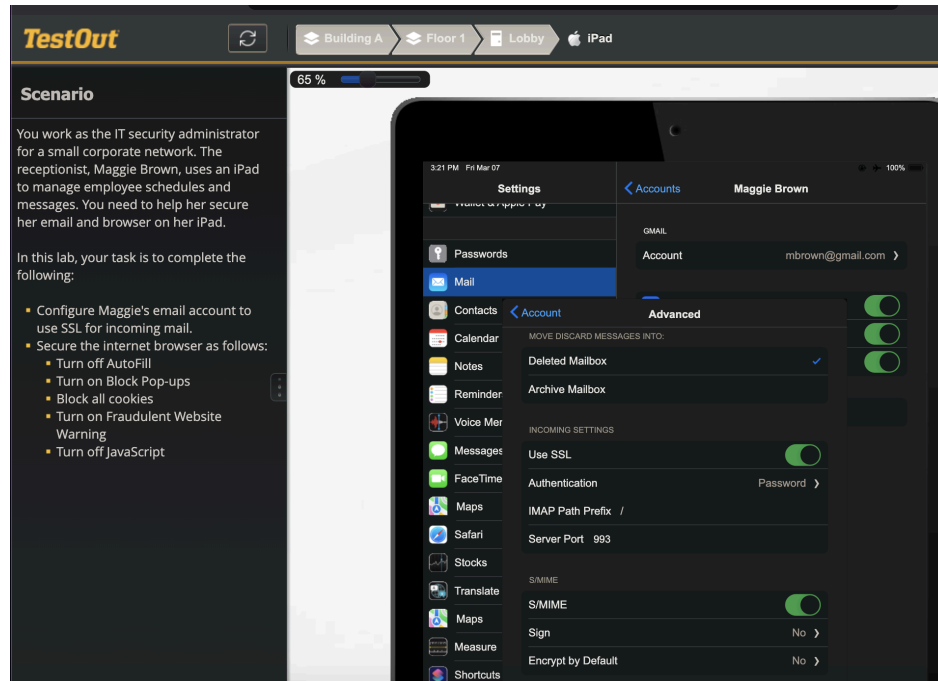 TestOut
Building A
Floor 1
Lobby
iPad
65 %
Scenario
You work as the IT security administrator
for a small corporate network. The
receptionist, Maggie Brown, uses an iPad
to manage employee schedules and
messages. You need to help her secure
her email and browser on her iPad.
In this lab, your task is to complete the
following:
Configure Maggie's email account to
use SSL for incoming mail.
Secure the internet browser as follows:
Turn off AutoFill
Turn on Block Pop-ups
Block all cookies
Turn on Fraudulent Website
Warning
Turn off JavaScript
3:21 PM Fri Mar 07
100%
Settings
Wallet & Apple Pay
Passwords
Mail
Contacts
Calendar
Notes
Reminder
Voice Mer
Messages
FaceTime
Maps
Safari
Stocks
Translate
Maps
Measure
Shortcuts
Accounts
Maggie Brown
GMAIL
Account mbrown@gmail.com
Account
Advanced
MOVE DISCARD MESSAGES INTO:
Deleted Mailbox
Archive Mailbox
INCOMING SETTINGS
Use SSL
Authentication Password
IMAP Path Prefix /
Server Port 993
S/MIME
S/MIME
Sign No
Encrypt by Default No